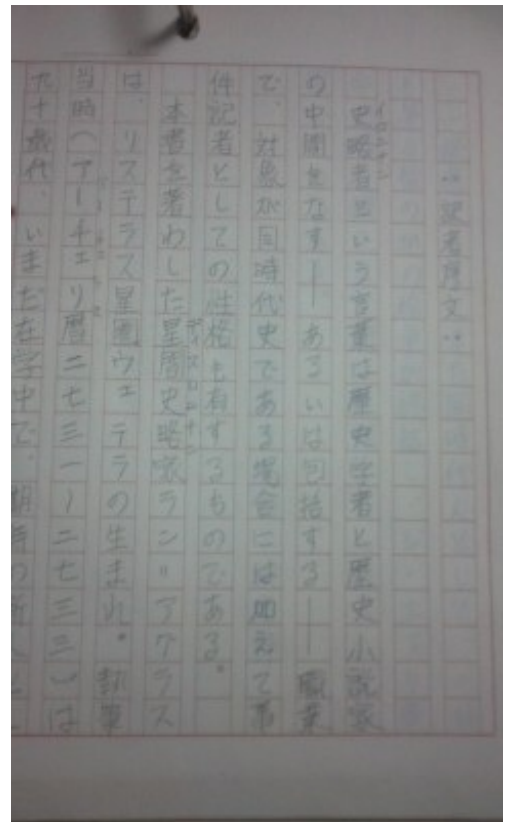 ‥訳者序文‥
史略者という言葉は歴史学者と歴史小説家
の中間をなす――あるいは包括する――職業
で、対象が同時代史である場合には加えて事
件記者としての性格も有するものである。
本書を著わした星暦史略家ラン＝アグラス
は、リステラス星圏ウェテラの生まれ。執筆
当時（アーチェリ暦二七三一〜二七三三）は
九十歳代、いまだ在学中で、